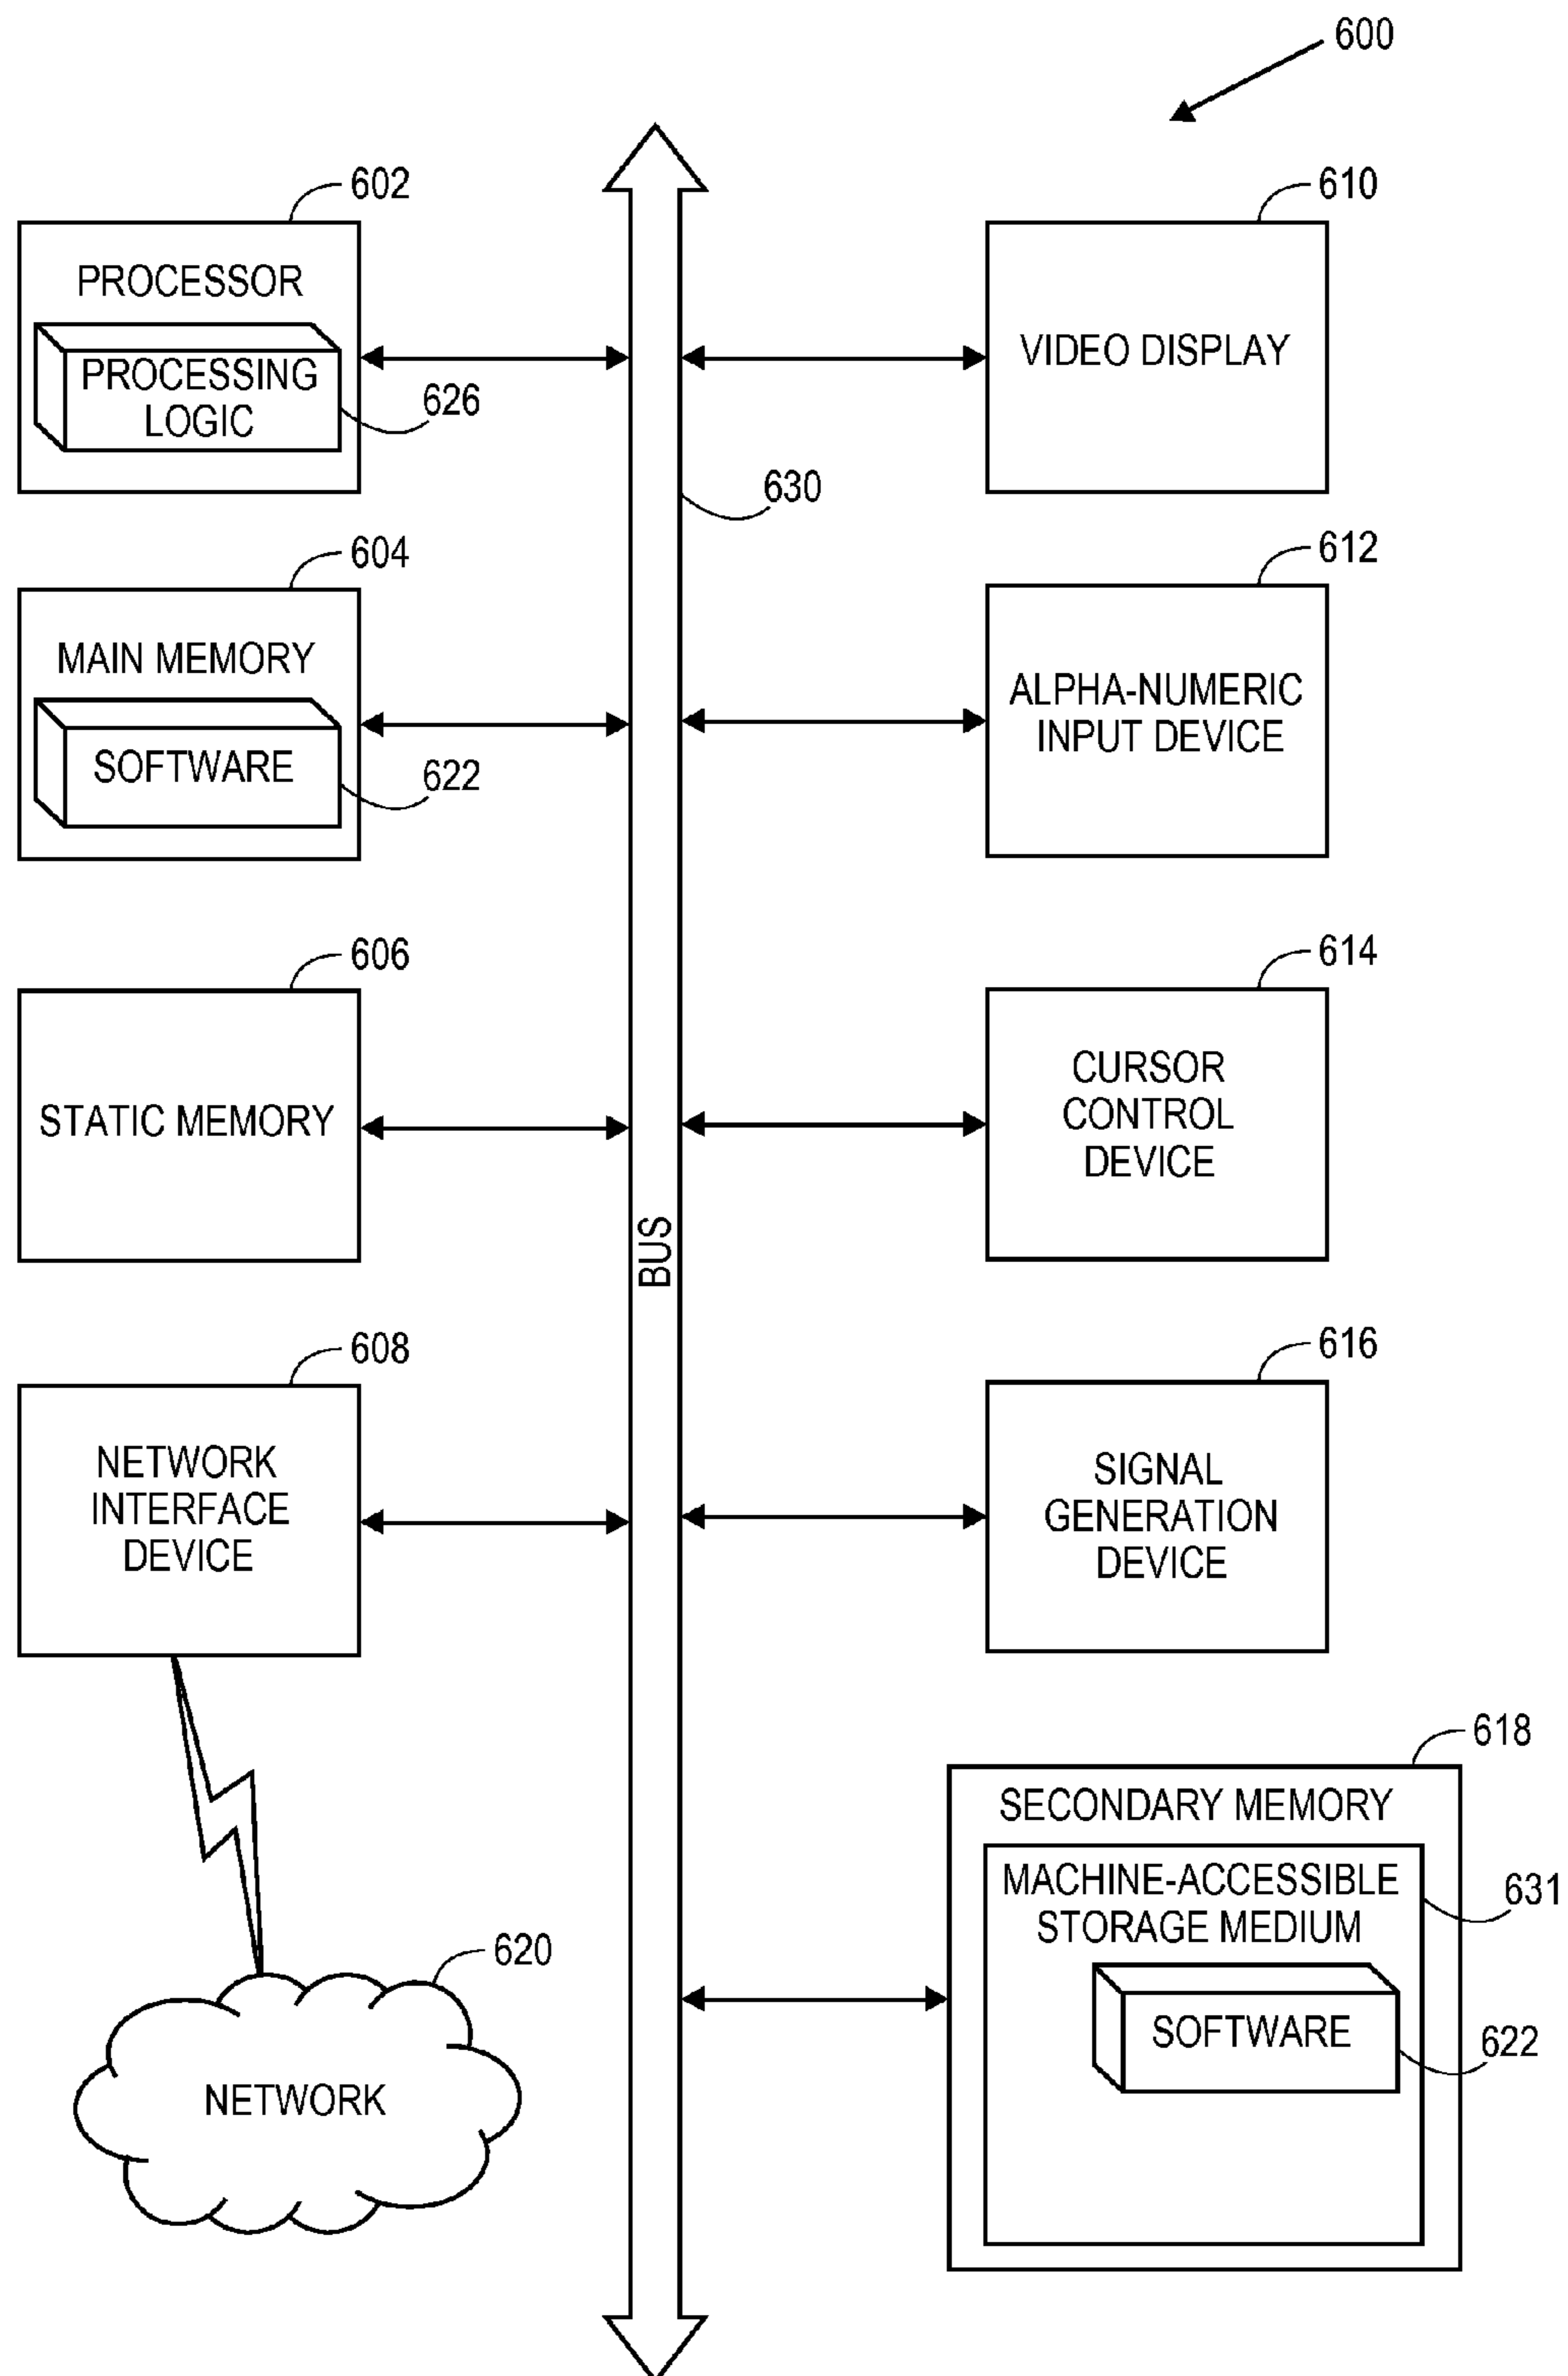 600
602
PROCESSOR
PROCESSING
LOGIC
626
610
VIDEO DISPLAY
630
604
MAIN MEMORY
SOFTWARE
622
612
ALPHA-NUMERIC
INPUT DEVICE
606
STATIC MEMORY
614
CURSOR
CONTROL
DEVICE
BUS
608
NETWORK
INTERFACE
DEVICE
616
SIGNAL
GENERATION
DEVICE
620
NETWORK
618
SECONDARY MEMORY
MACHINE-ACCESSIBLE
STORAGE MEDIUM
631
SOFTWARE
622